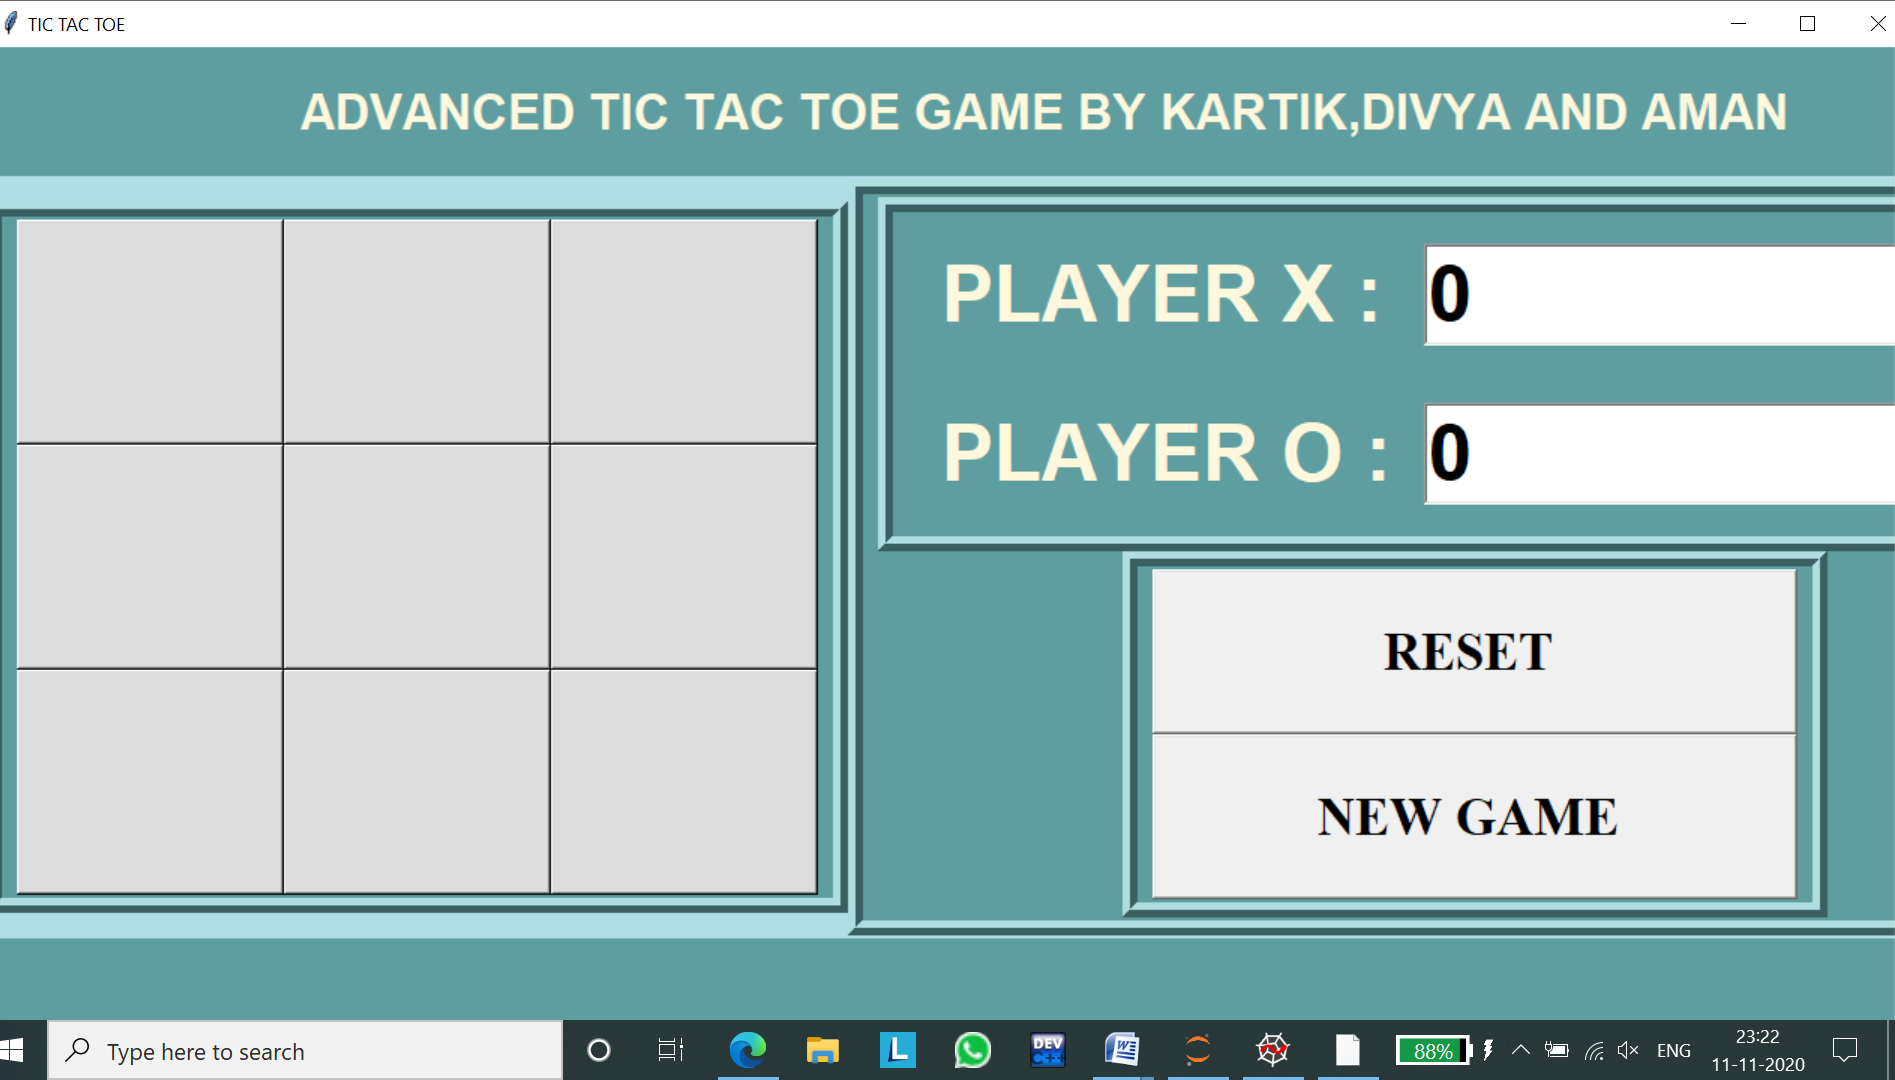 TIC TAC TOE
ADVANCED TIC TAC TOE GAME BY KARTIK,DIVYA AND AMAN
PLAYER X : 0
PLAYER O : 0
RESET
NEW GAME
Type here to search
L
DEV
C++
W
88%
ENG
23:22
11-11-2020